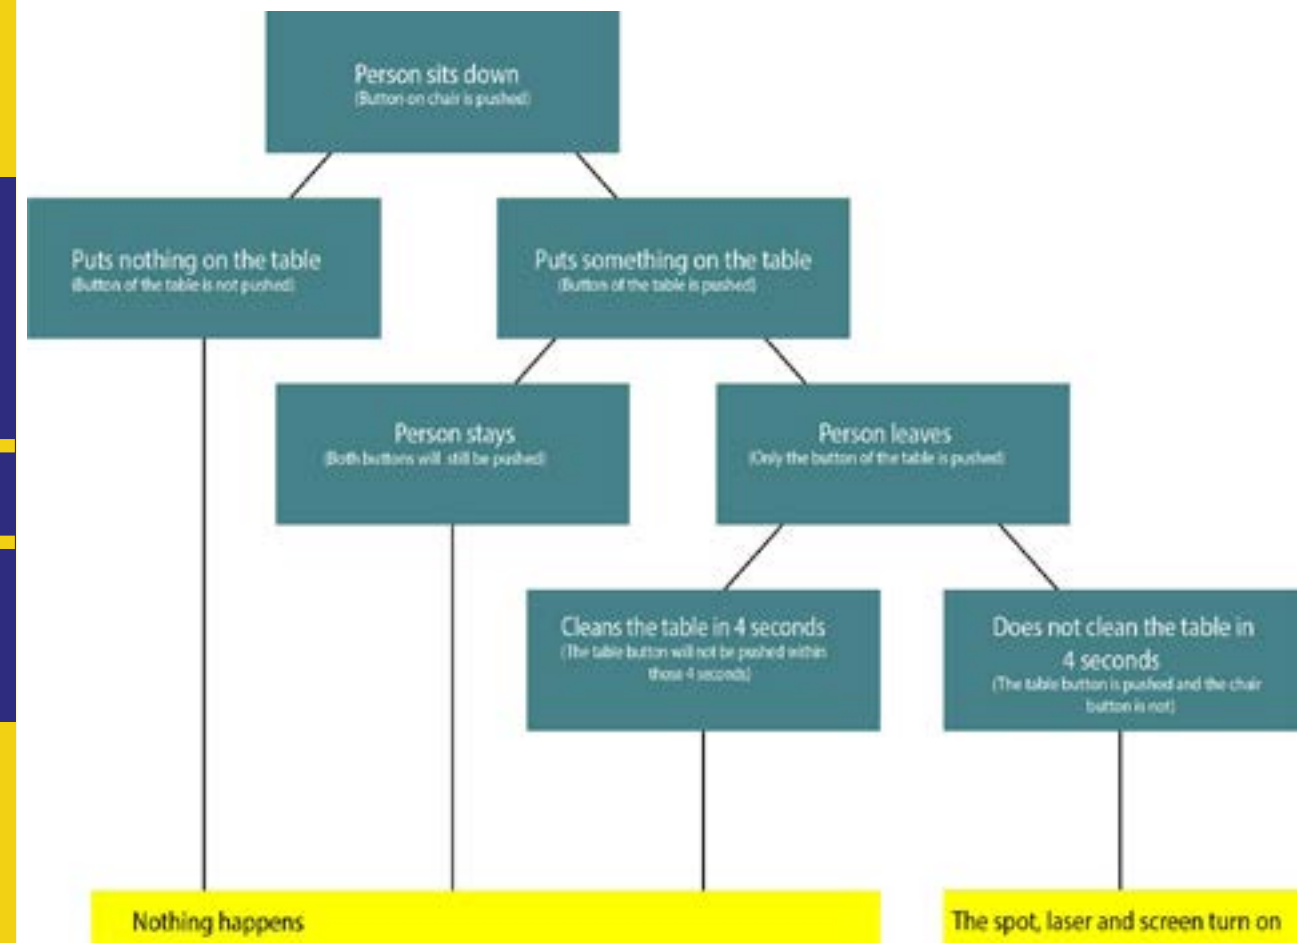 Person sits down
(Button on chair is pushed)
Puts nothing on the table
(Button of the table is not pushed)
Puts something on the table
(Button of the table is pushed)
Person stays
(Both buttons will still be pushed)
Person leaves
(Only the button of the table is pushed)
Cleans the table in 4 seconds
(The table button will not be pushed within
those 4 seconds)
Does not clean the table in
4 seconds
(The table button is pushed and the chair
button is not)
Nothing happens
The spot, laser and screen turn on